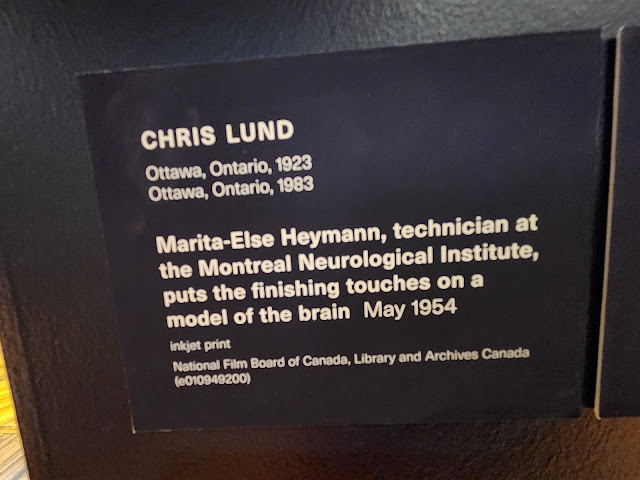 CHRIS LUND
Ottawa, Ontario, 1923
Ottawa, Ontario, 1983
Marita-Else Heymann, technician at
the Montreal Neurological Institute,
puts the finishing touches on a
model of the brain May 1954
inkjet print
National Film Board of Canada, Library and Archives Canada
(e010949200)